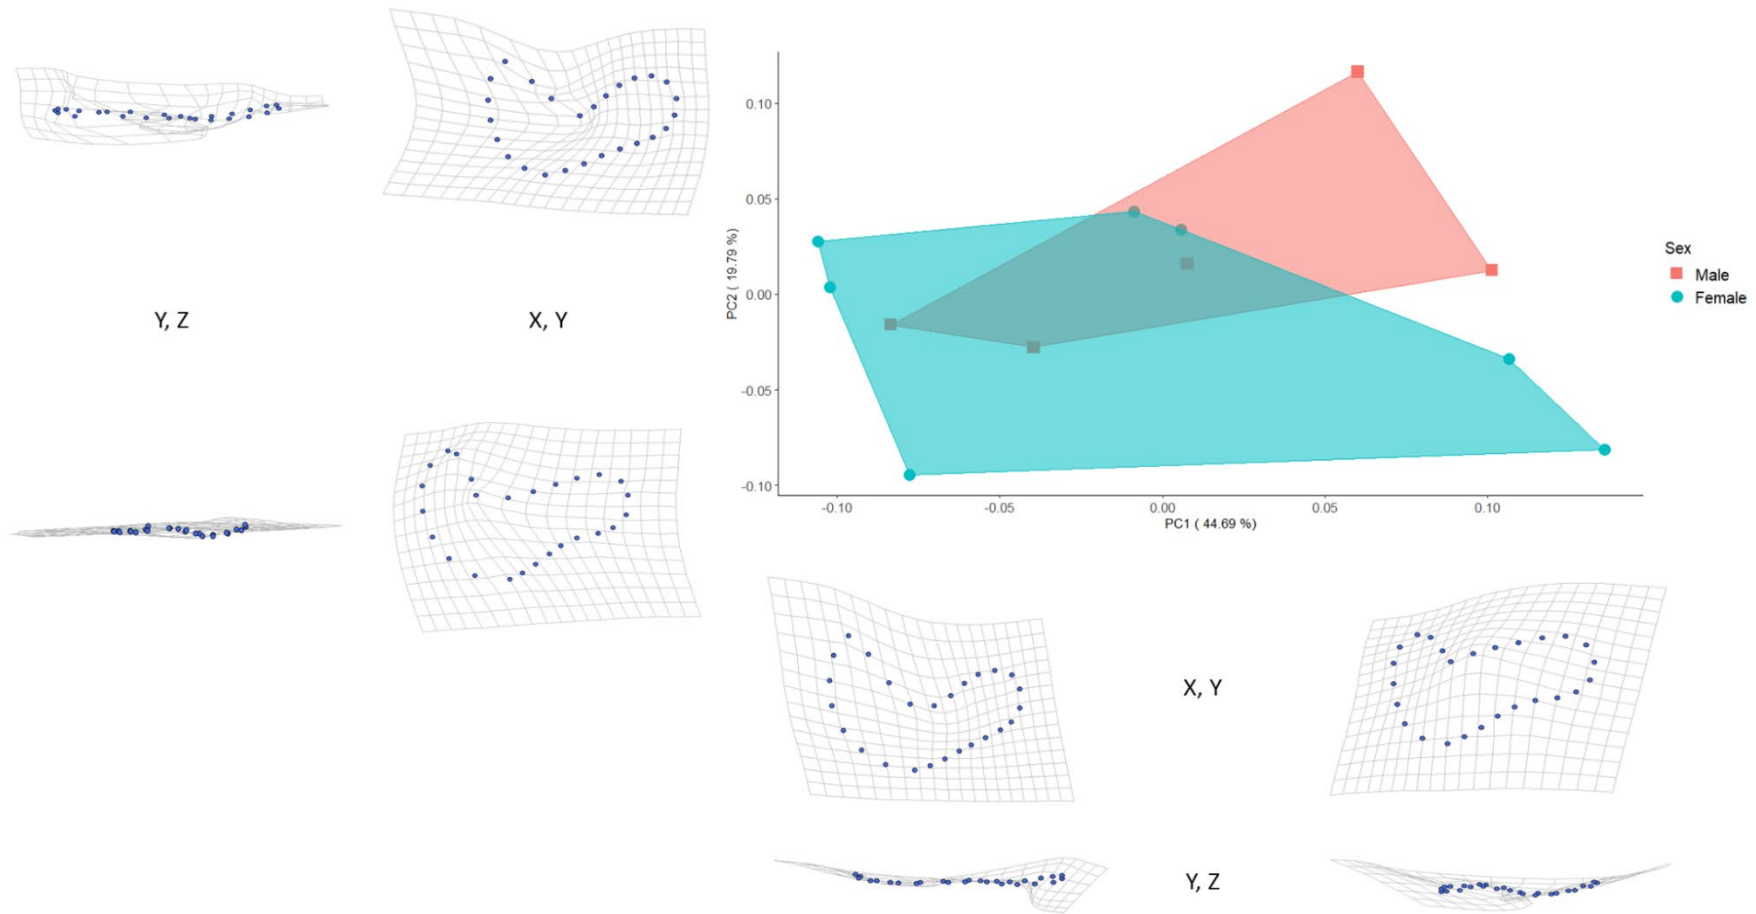 0.10
0.05
0.00
-0.05
-0.10
PC2 ( 19.79 %)
-0.10
-0.05
0.00
0.05
0.10
PC1 ( 44.69 %)
Sex
Male
Female
Y, Z
X, Y
X, Y
Y, Z